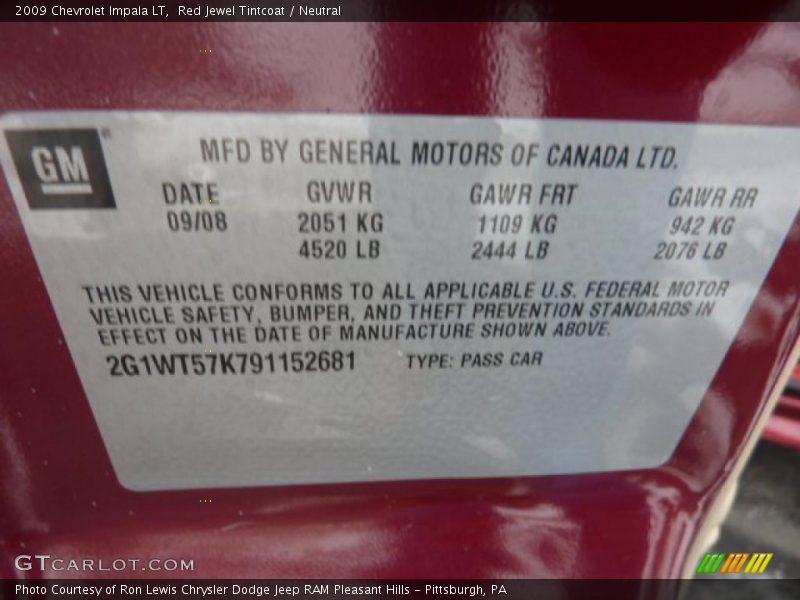 2009 Chevrolet Impala LT,  Red Jewel Tintcoat / Neutral
GM
MFD BY GENERAL MOTORS OF CANADA LTD.
DATE GVWR GAWR FRT GAWR RR
09/08 2051 KG 1109 KG 942 KG
4520 LB 2444 LB 2076 LB
THIS VEHICLE CONFORMS TO ALL APPLICABLE U.S. FEDERAL MOTOR
VEHICLE SAFETY, BUMPER, AND THEFT PREVENTION STANDARDS IN
EFFECT ON THE DATE OF MANUFACTURE SHOWN ABOVE.
2G1WT57K791152681 TYPE: PASS CAR
GTCARLOT.COM
Photo Courtesy of Ron Lewis Chrysler Dodge Jeep RAM Pleasant Hills - Pittsburgh, PA